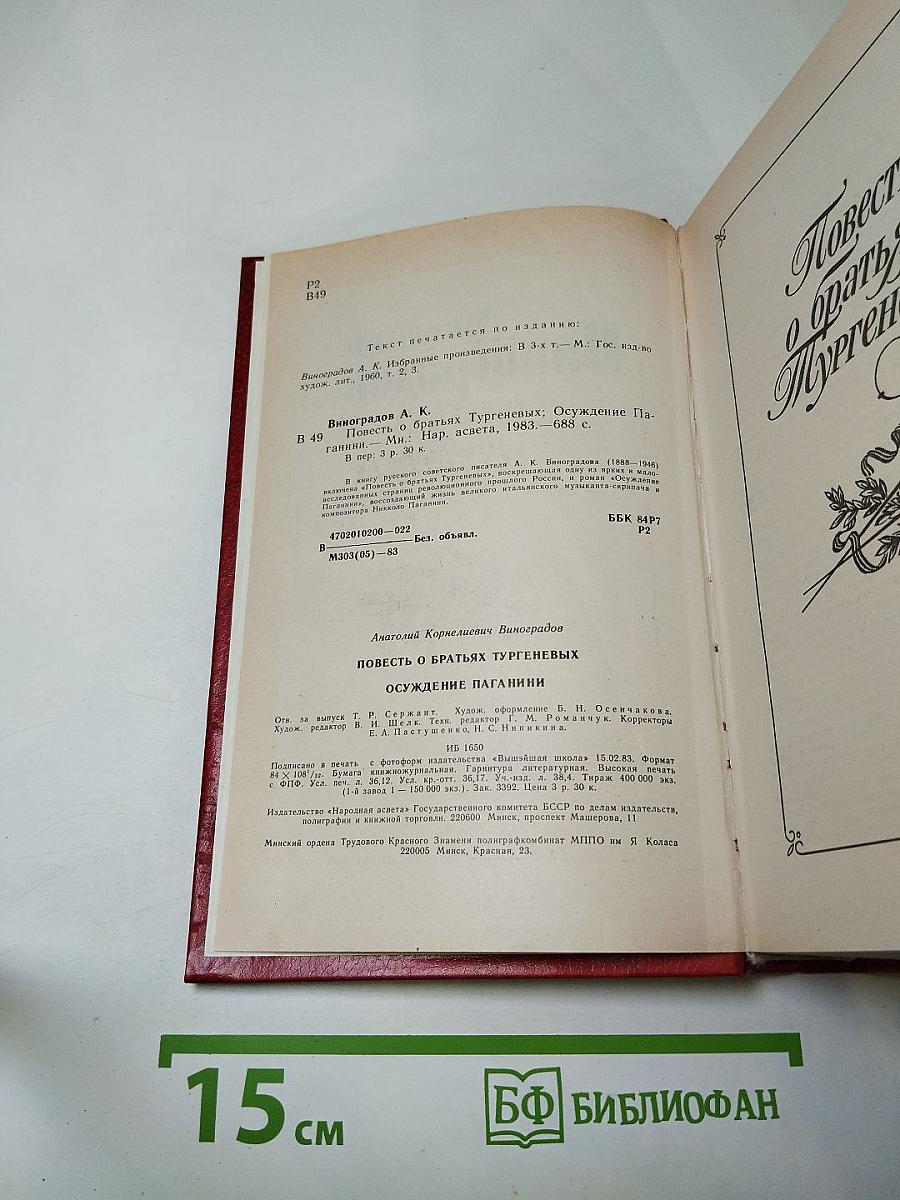 Р2
В49
Текст печатается по изданию:
Виноградов А. К. Избранные произведения: В 3-х т.— М.: Гос. изд-во
худож. лит., 1960, т. 2, 3.
Виноградов А. К.
В 49 Повесть о братьях Тургеневых; Осуждение Па-
ганини.— Мн.: Нар. асвета, 1983.—688 с.
В пер: 3 р. 30 к.
В книгу русского советского писателя А. К. Виноградова (1888—1946)
включена «Повесть о братьях Тургеневых», воскрешающая одну из ярких и мало-
исследованных страниц революционного прошлого России, и роман «Осуждение
Паганини», воссоздающий жизнь великого итальянского музыканта-скрипача и
композитора Никколо Паганини.
4702010200—022
В Без. объявл.
М303(05)—83
ББК 84Р7
Р2
Анатолий Корнелиевич Виноградов
ПОВЕСТЬ О БРАТЬЯХ ТУРГЕНЕВЫХ
ОСУЖДЕНИЕ ПАГАНИНИ
Отв. за выпуск Т. Р. Сержант. Худож. оформление Б. Н. Осенчакова.
Худож. редактор В. И. Шелк. Техн. редактор Г. М. Романчук. Корректоры
Е. А. Пастушенко, Н. С. Нипикина.
ИБ 1650
Подписано в печать с фотоформ издательства «Вышэйшая школа» 15.02.83. Формат
84 × 108¹/₃₂. Бумага книжножурнальная. Гарнитура литературная. Высокая печать
с ФПФ. Усл. печ. л. 36,12. Усл. кр.-отт. 36,17. Уч.-изд. л. 38,4. Тираж 400 000 экз.
(1-й завод 1 — 150 000 экз.). Зак. 3392. Цена 3 р. 30 к.
Издательство «Народная асвета» Государственного комитета БССР по делам издательств,
полиграфии и книжной торговли. 220600 Минск, проспект Машерова, 11
Минский ордена Трудового Красного Знамени полиграфкомбинат МППО им Я Коласа
220005 Минск, Красная, 23.
Повесть
о братья
Тургене
15 см
БФ БИБЛИОФАН